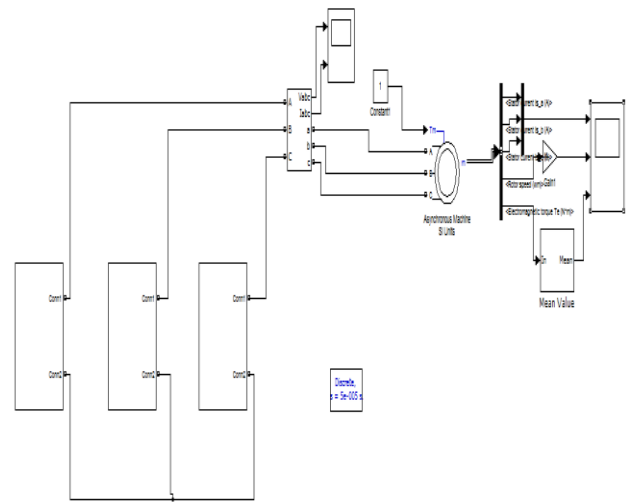 Vabc
Iabc
A
B
C
a
b
c
1
Constant1
Tm
A
B
C
m
Asynchronous Machine
SI Units
<Stator current is_a (A)>
<Stator current is_b (A)>
<Stator current
<Rotor speed (wm)>
Gain1
<Electromagnetic torque Te (N*m)>
In
Mean
Mean Value
Conn1
Conn1
Conn1
Conn2
Conn2
Conn2
Discrete,
s = 5e-005 s.